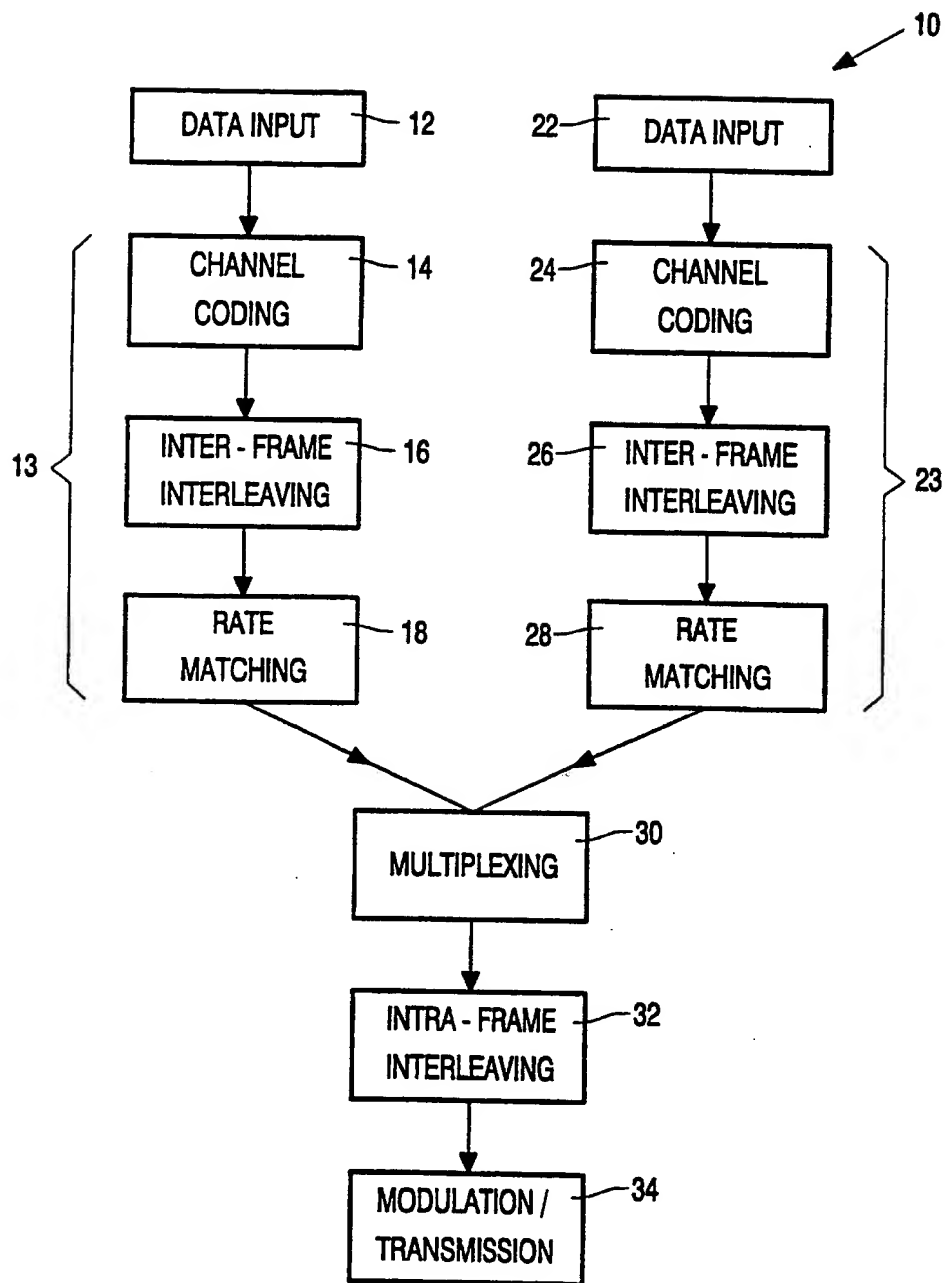 10
DATA INPUT 12
22 DATA INPUT
CHANNEL
CODING
14
24
CHANNEL
CODING
13
INTER - FRAME
INTERLEAVING
16
26
INTER - FRAME
INTERLEAVING
23
RATE
MATCHING
18
28
RATE
MATCHING
MULTIPLEXING
30
INTRA - FRAME
INTERLEAVING
32
MODULATION /
TRANSMISSION
34